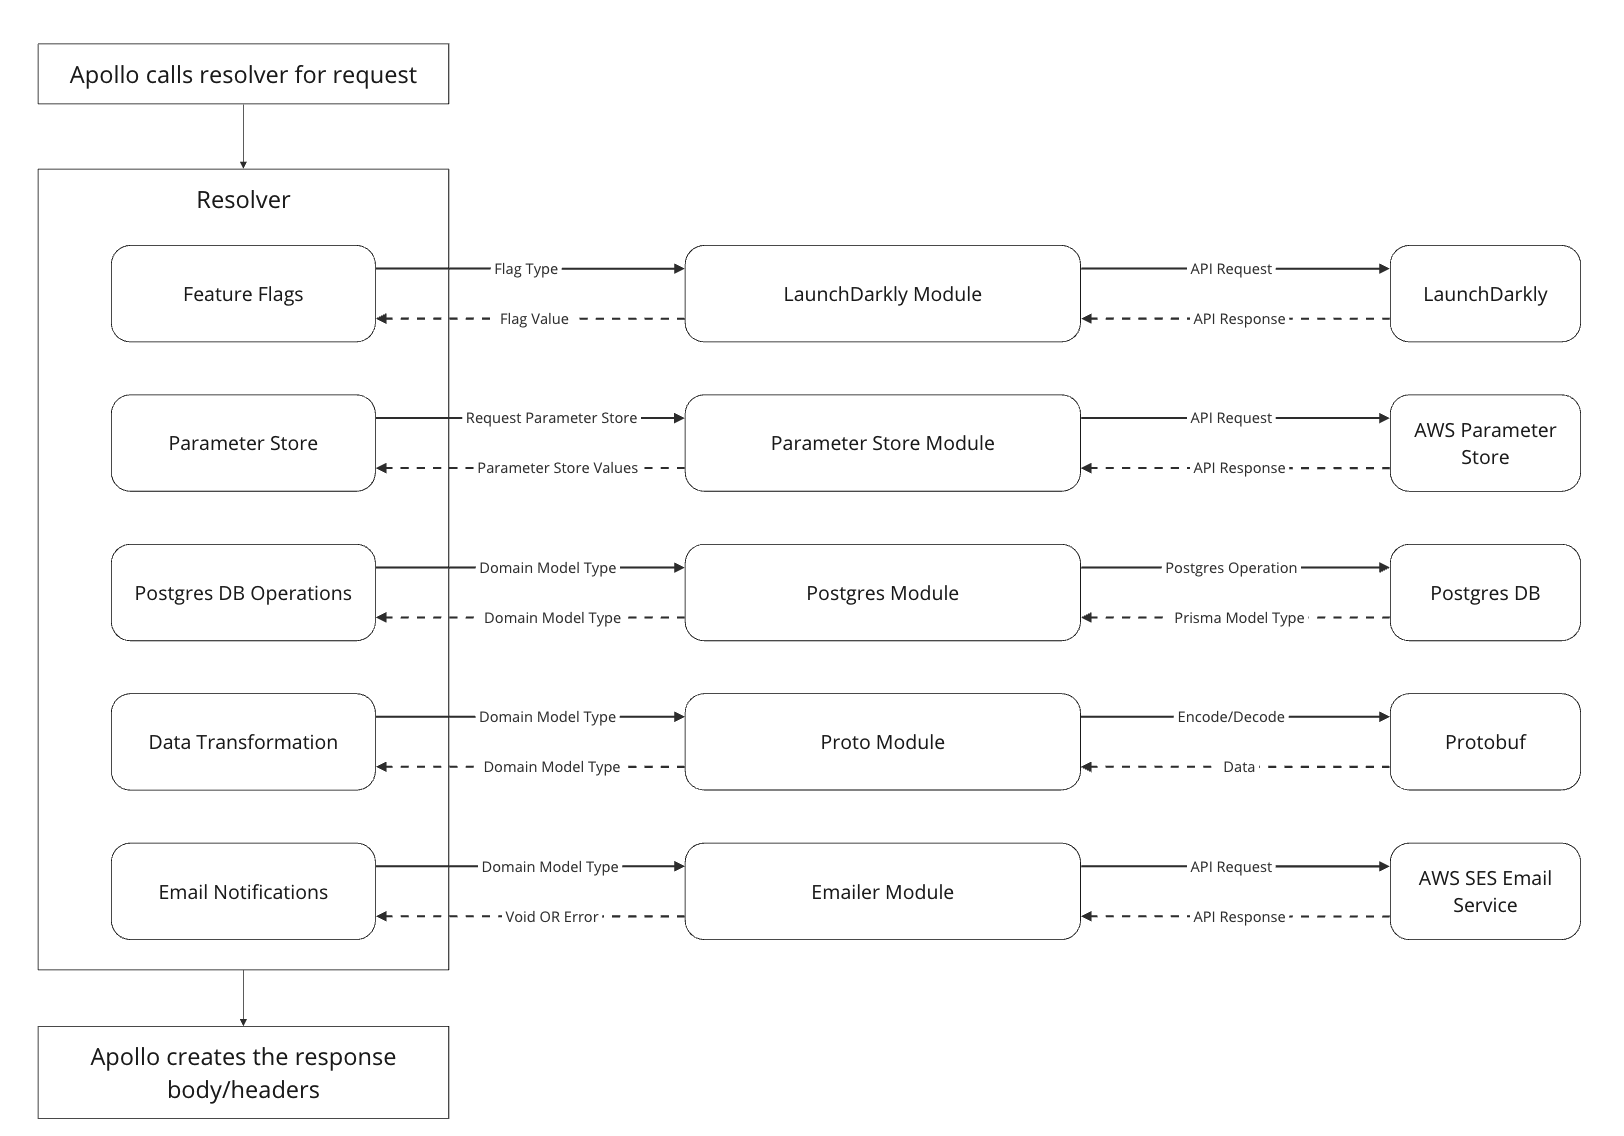 Apollo calls resolver for request
Resolver
Feature Flags
Flag Type
Flag Value
LaunchDarkly Module
API Request
API Response
LaunchDarkly
Parameter Store
Request Parameter Store
Parameter Store Values
Parameter Store Module
API Request
API Response
AWS Parameter
Store
Postgres DB Operations
Domain Model Type
Domain Model Type
Postgres Module
Postgres Operation
Prisma Model Type
Postgres DB
Data Transformation
Domain Model Type
Domain Model Type
Proto Module
Encode/Decode
Data
Protobuf
Email Notifications
Domain Model Type
Void OR Error
Emailer Module
API Request
API Response
AWS SES Email
Service
Apollo creates the response
body/headers